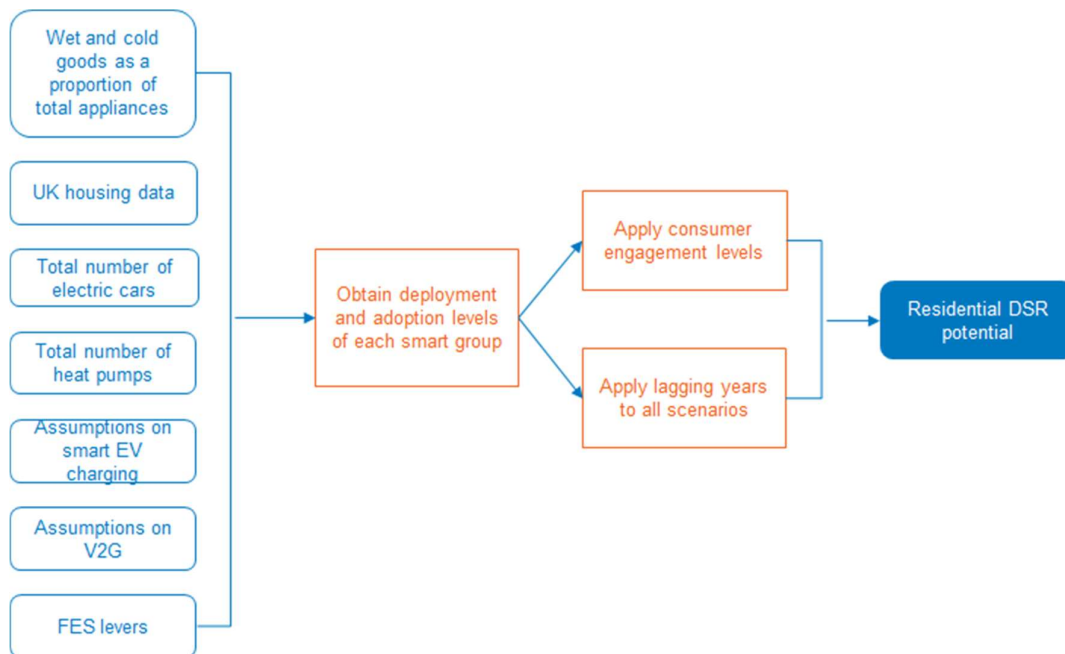 Wet and cold
goods as a
proportion of
total appliances
UK housing data
Total number of
electric cars
Total number of
heat pumps
Assumptions on
smart EV
charging
Assumptions on
V2G
FES levers
Obtain deployment
and adoption levels
of each smart group
Apply consumer
engagement levels
Apply lagging years
to all scenarios
Residential DSR
potential